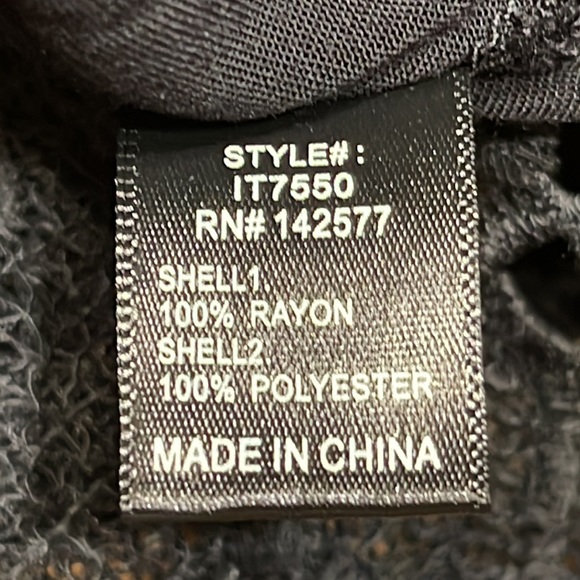 STYLE#:
IT7550
RN# 142577
SHELL1
100% RAYON
SHELL2
100% POLYESTER
MADE IN CHINA